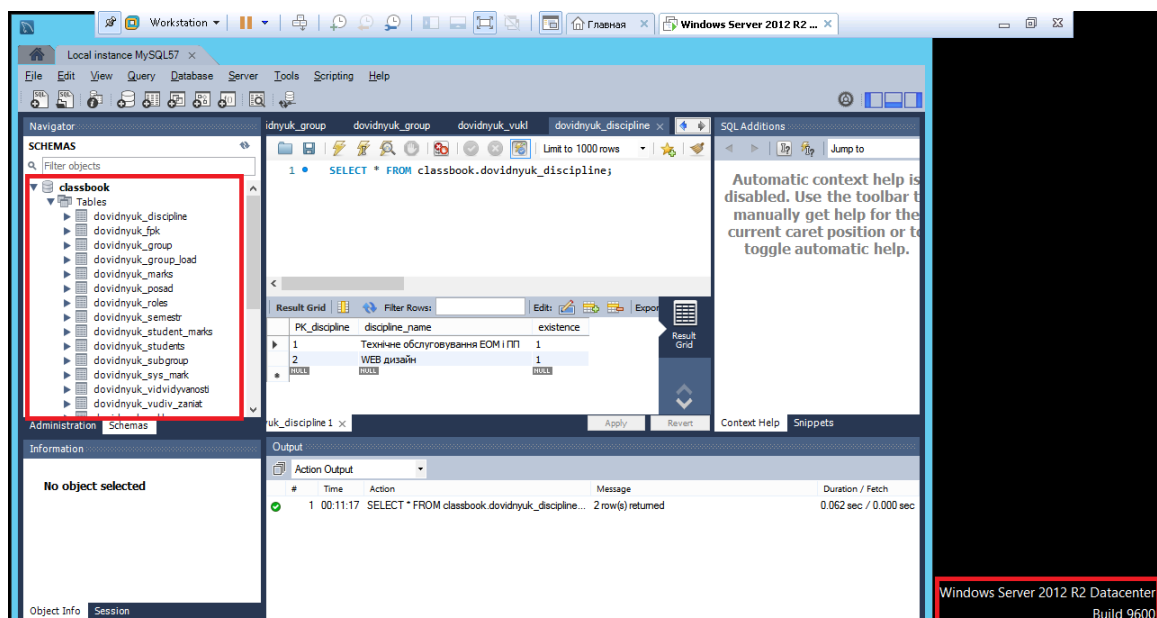 Workstation
Главная
Windows Server 2012 R2 ...
Local instance MySQL57
File Edit View Query Database Server Tools Scripting Help
Navigator
SCHEMAS
Filter objects
classbook
Tables
dovidnyuk_discipline
dovidnyuk_fpk
dovidnyuk_group
dovidnyuk_group_load
dovidnyuk_marks
dovidnyuk_posad
dovidnyuk_roles
dovidnyuk_semestr
dovidnyuk_student_marks
dovidnyuk_students
dovidnyuk_subgroup
dovidnyuk_sys_mark
dovidnyuk_vidvidyvanosti
dovidnyuk_vudiv_zaniat
Administration Schemas
Information
No object selected
Object Info Session
idnyuk_group dovidnyuk_group dovidnyuk_vukl dovidnyuk_discipline
Limit to 1000 rows
1 SELECT * FROM classbook.dovidnyuk_discipline;
Result Grid Filter Rows: Edit: Expor
PK_discipline discipline_name existence
1 Технічне обслуговування ЕОМ і ПП 1
2 WEB дизайн 1
NULL NULL NULL
Result
Grid
yuk_discipline 1 Apply Revert
SQL Additions
Jump to
Automatic context help is
disabled. Use the toolbar t
manually get help for the
current caret position or to
toggle automatic help.
Context Help Snippets
Output
Action Output
# Time Action Message Duration / Fetch
1 00:11:17 SELECT * FROM classbook.dovidnyuk_discipline... 2 row(s) returned 0.062 sec / 0.000 sec
Windows Server 2012 R2 Datacenter
Build 9600